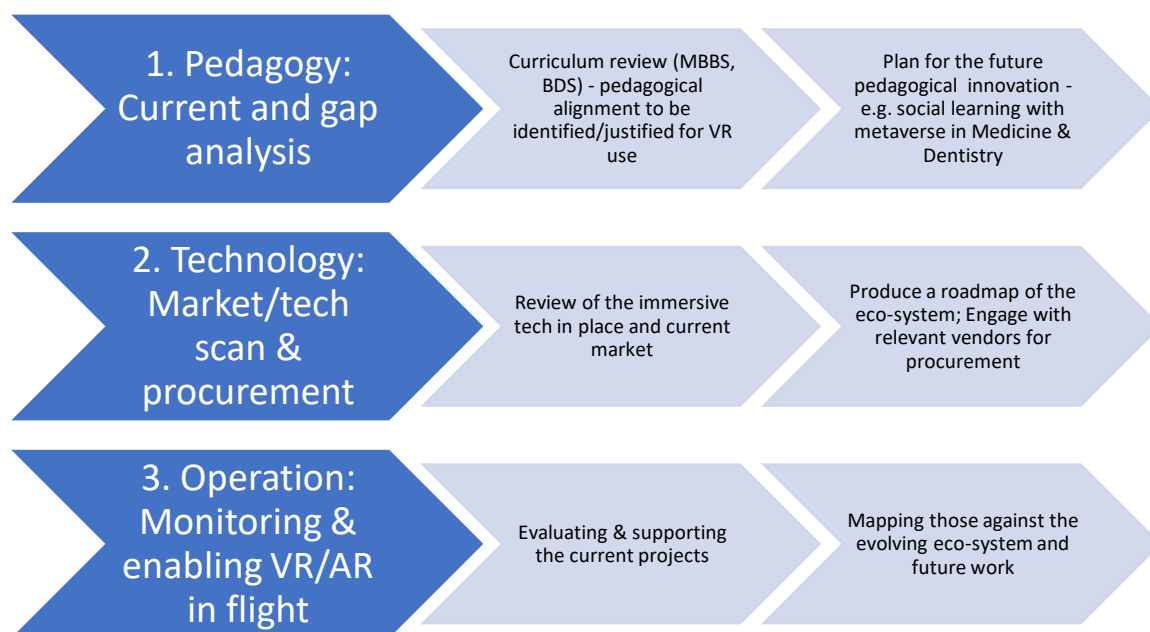 1. Pedagogy:
Current and gap
analysis
Curriculum review (MBBS,
BDS) - pedagogical
alignment to be
identified/justified for VR
use
Plan for the future
pedagogical  innovation -
e.g. social learning with
metaverse in Medicine &
Dentistry
2. Technology:
Market/tech
scan &
procurement
Review of the immersive
tech in place and current
market
Produce a roadmap of the
eco-system; Engage with
relevant vendors for
procurement
3. Operation:
Monitoring &
enabling VR/AR
in flight
Evaluating & supporting
the current projects
Mapping those against the
evolving eco-system and
future work